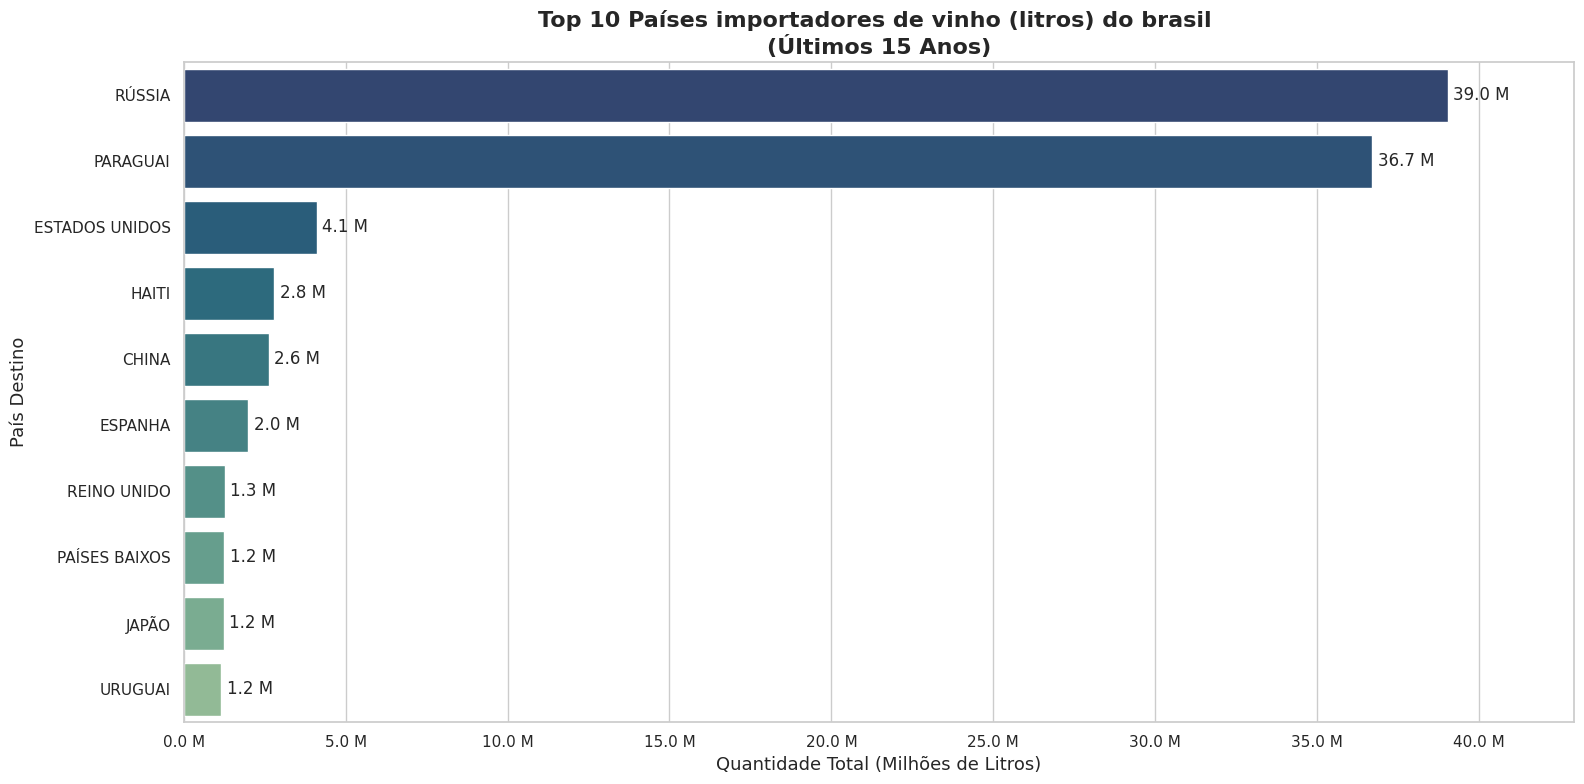 Top 10 Países importadores de vinho (litros) do brasil
(Últimos 15 Anos)
RÚSSIA
39.0 M
PARAGUAI
36.7 M
ESTADOS UNIDOS
4.1 M
HAITI
2.8 M
CHINA
2.6 M
ESPANHA
2.0 M
REINO UNIDO
1.3 M
PAÍSES BAIXOS
1.2 M
JAPÃO
1.2 M
URUGUAI
1.2 M
País Destino
0.0 M
5.0 M
10.0 M
15.0 M
20.0 M
25.0 M
30.0 M
35.0 M
40.0 M
Quantidade Total (Milhões de Litros)